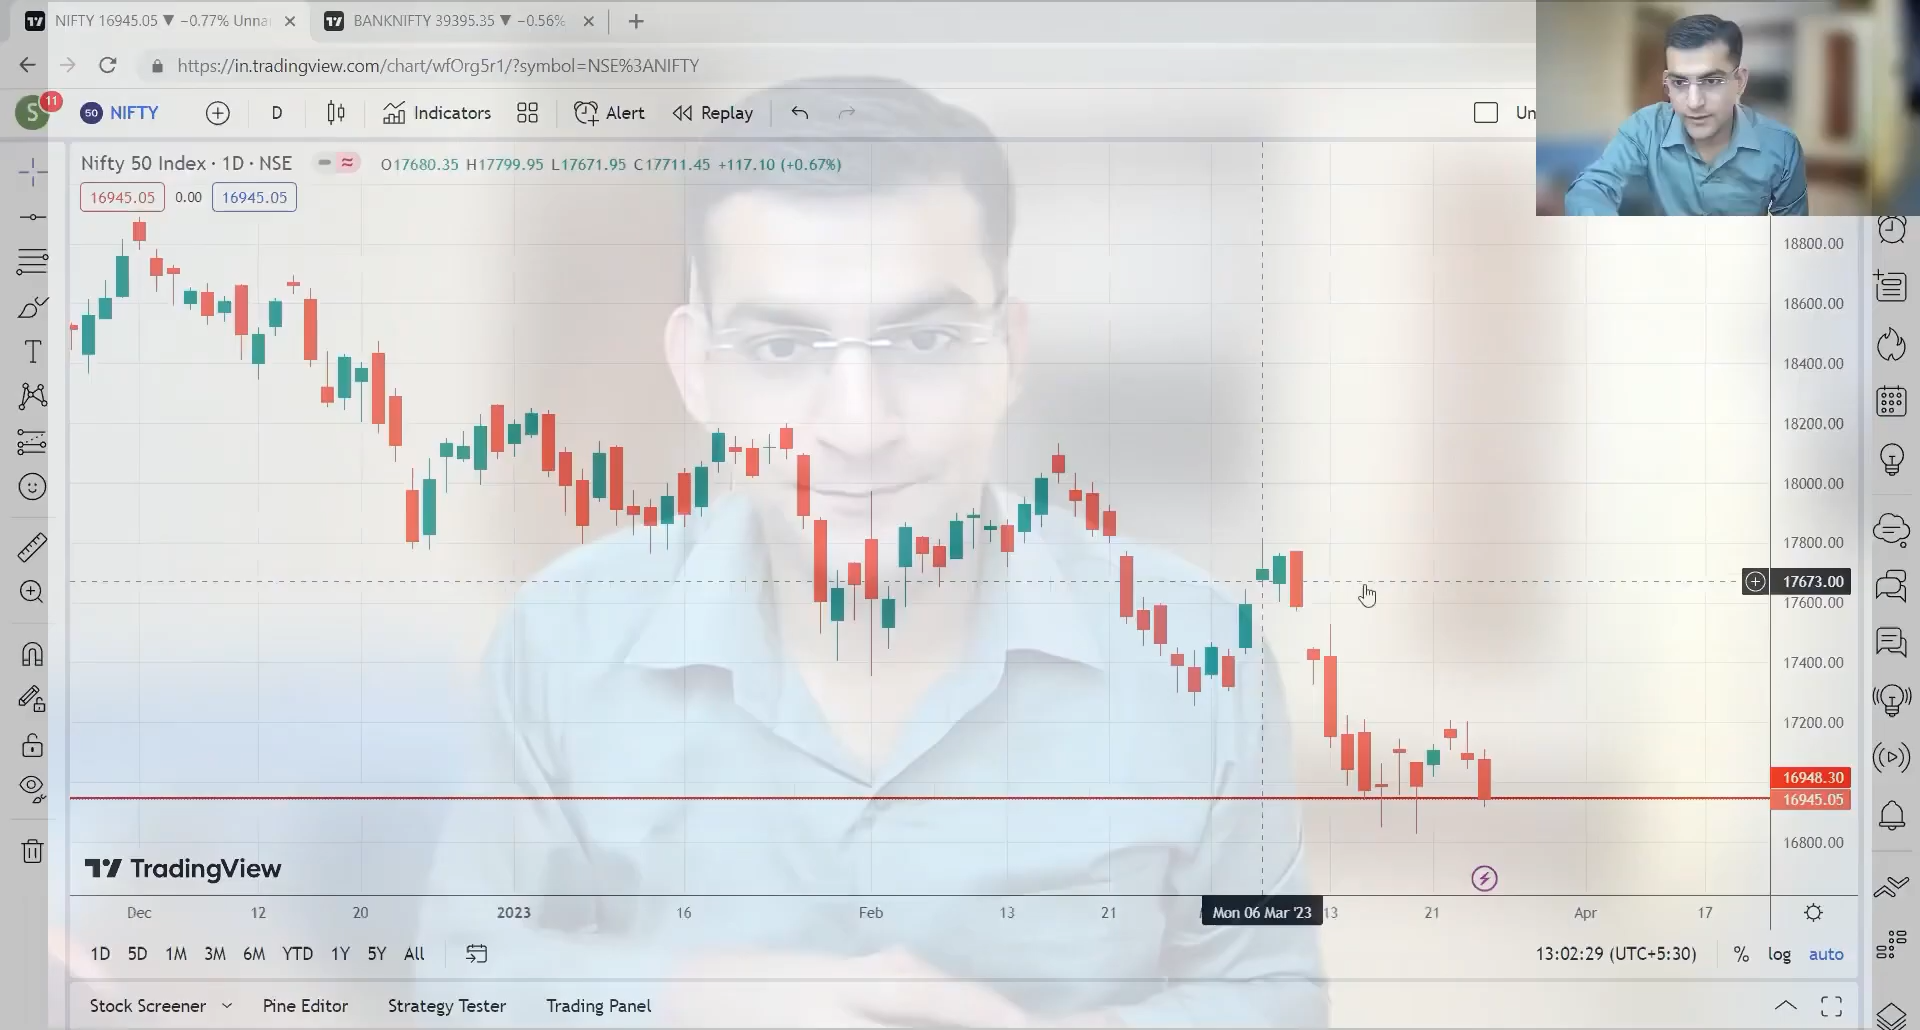 NIFTY 16945.05 ▼ −0.77% Unna
BANKNIFTY 39395.35 ▼ −0.56%
https://in.tradingview.com/chart/wfOrg5r1/?symbol=NSE%3ANIFTY
S 11
50 NIFTY
D
Indicators
Alert
Replay
Un
Nifty 50 Index · 1D · NSE
O17680.35 H17799.95 L17671.95 C17711.45 +117.10 (+0.67%)
16945.05 0.00 16945.05
T
18800.00
18600.00
18400.00
18200.00
18000.00
17800.00
17673.00
17600.00
17400.00
17200.00
16948.30
16945.05
16800.00
TradingView
Dec 12 20 2023 16 Feb 13 21 Mon 06 Mar '23 13 21 Apr 17
1D 5D 1M 3M 6M YTD 1Y 5Y All
13:02:29 (UTC+5:30) % log auto
Stock Screener Pine Editor Strategy Tester Trading Panel